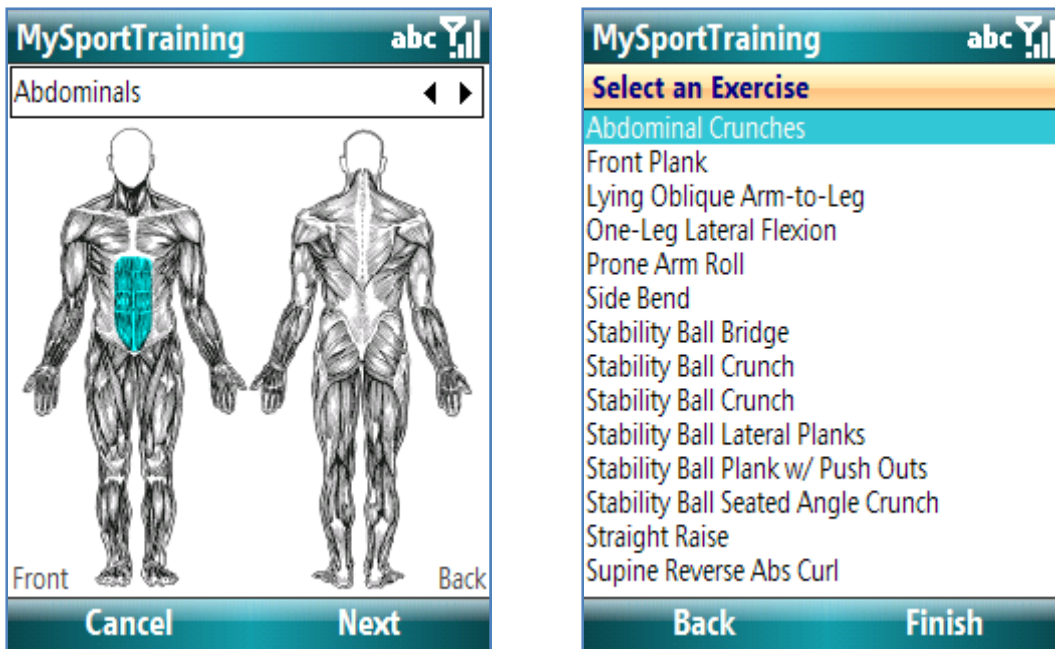 MySportTraining abc
Abdominals
Front Back
Cancel Next
MySportTraining abc
Select an Exercise
Abdominal Crunches
Front Plank
Lying Oblique Arm-to-Leg
One-Leg Lateral Flexion
Prone Arm Roll
Side Bend
Stability Ball Bridge
Stability Ball Crunch
Stability Ball Crunch
Stability Ball Lateral Planks
Stability Ball Plank w/ Push Outs
Stability Ball Seated Angle Crunch
Straight Raise
Supine Reverse Abs Curl
Back Finish